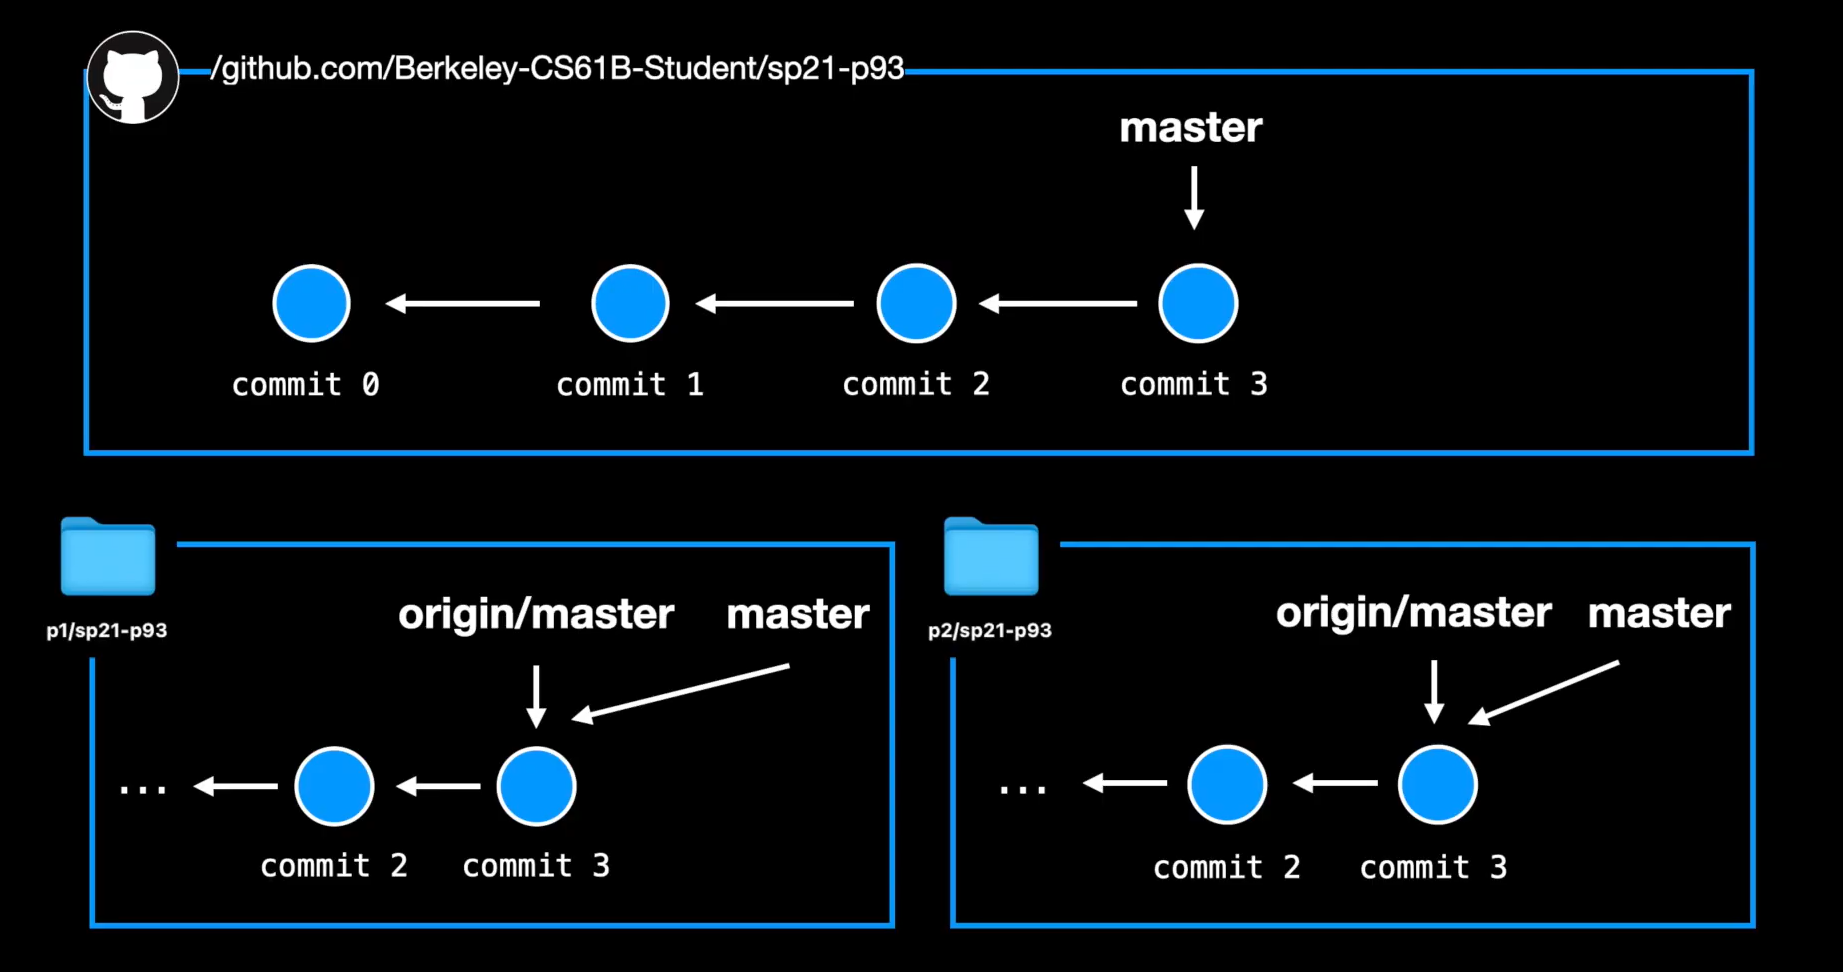 /github.com/Berkeley-CS61B-Student/sp21-p93
master
commit 0
commit 1
commit 2
commit 3
p1/sp21-p93
origin/master
master
...
commit 2
commit 3
p2/sp21-p93
origin/master
master
...
commit 2
commit 3